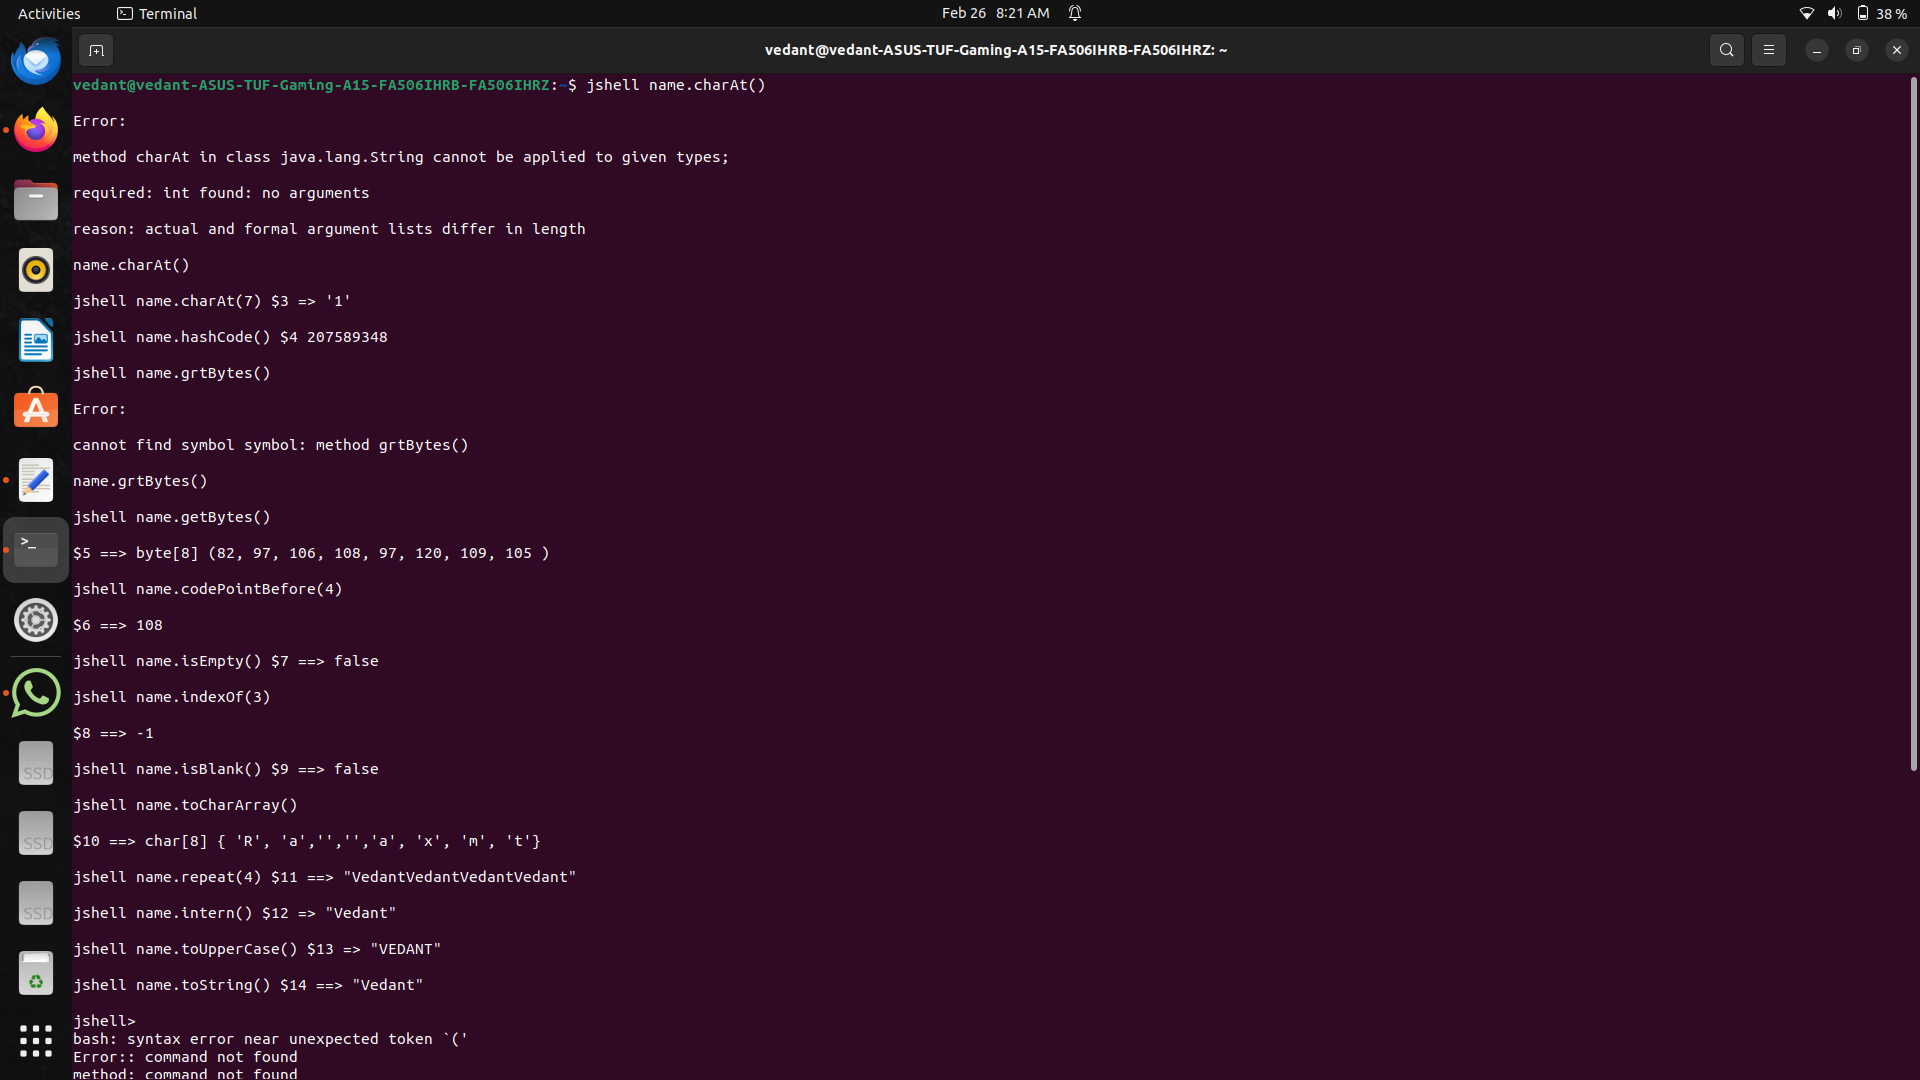 Activities
Terminal
Feb 26 8:21 AM
38 %
vedant@vedant-ASUS-TUF-Gaming-A15-FA506IHRB-FA506IHRZ: ~
vedant@vedant-ASUS-TUF-Gaming-A15-FA506IHRB-FA506IHRZ:~$ jshell name.charAt()
Error:
method charAt in class java.lang.String cannot be applied to given types;
required: int found: no arguments
reason: actual and formal argument lists differ in length
name.charAt()
jshell name.charAt(7) $3 => '1'
jshell name.hashCode() $4 207589348
jshell name.grtBytes()
Error:
cannot find symbol symbol: method grtBytes()
name.grtBytes()
jshell name.getBytes()
$5 ==> byte[8] (82, 97, 106, 108, 97, 120, 109, 105 )
jshell name.codePointBefore(4)
$6 ==> 108
jshell name.isEmpty() $7 ==> false
jshell name.indexOf(3)
$8 ==> -1
jshell name.isBlank() $9 ==> false
jshell name.toCharArray()
$10 ==> char[8] { 'R', 'a','','','a', 'x', 'm', 't'}
jshell name.repeat(4) $11 ==> "VedantVedantVedantVedant"
jshell name.intern() $12 => "Vedant"
jshell name.toUpperCase() $13 => "VEDANT"
jshell name.toString() $14 ==> "Vedant"
jshell>
bash: syntax error near unexpected token `('
Error:: command not found
method: command not found
SSD
SSD
SSD